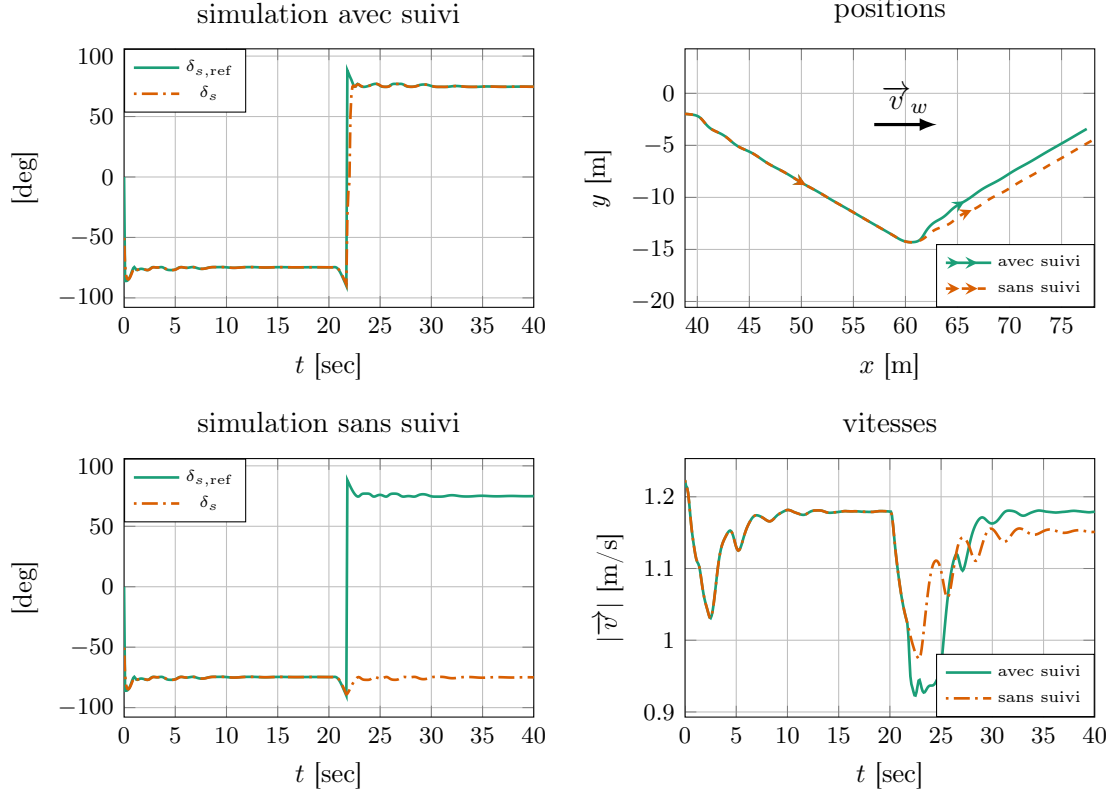 simulation avec suivi
100
50
0
−50
−100
[deg]
δs,ref
δs
0 5 10 15 20 25 30 35 40
t [sec]
positions
0
−5
−10
−15
−20
y [m]
v w
avec suivi
sans suivi
40 45 50 55 60 65 70 75
x [m]
simulation sans suivi
100
50
0
−50
−100
[deg]
δs,ref
δs
0 5 10 15 20 25 30 35 40
t [sec]
vitesses
1.2
1.1
1
0.9
|v| [m/s]
avec suivi
sans suivi
0 5 10 15 20 25 30 35 40
t [sec]